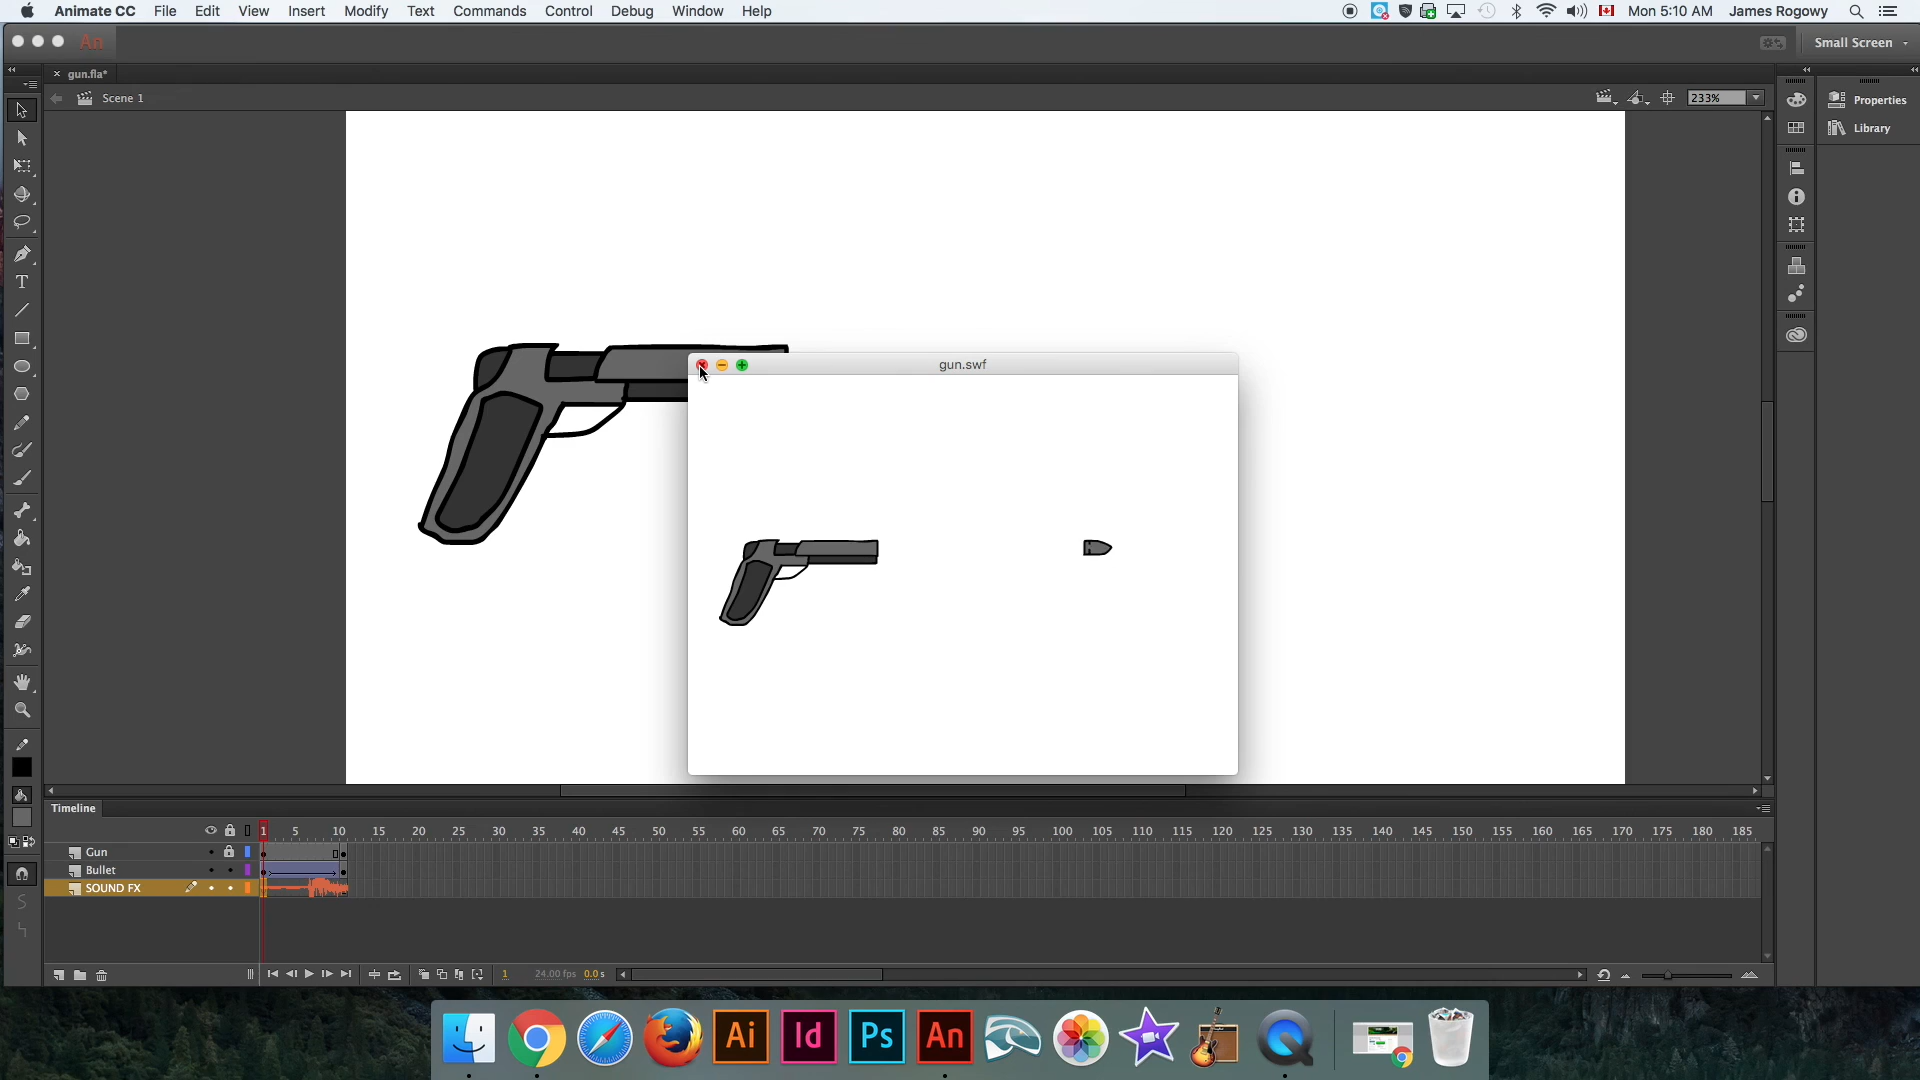 Animate CC File Edit View Insert Modify Text Commands Control Debug Window Help Mon 5:10 AM James Rogowy
An Small Screen
× gun.fla*
Scene 1 233%
Properties
Library
T
gun.swf
Timeline
1 5 10 15 20 25 30 35 40 45 50 55 60 65 70 75 80 85 90 95 100 105 110 115 120 125 130 135 140 145 150 155 160 165 170 175 180 185
Gun
Bullet
SOUND FX
1 24.00 fps 0.0 s
Ai Id Ps An